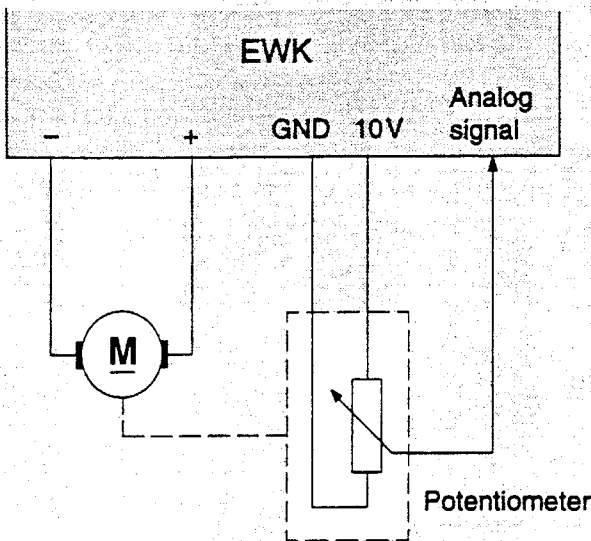 EWK
Analog
− + GND 10V signal
M
Potentiometer